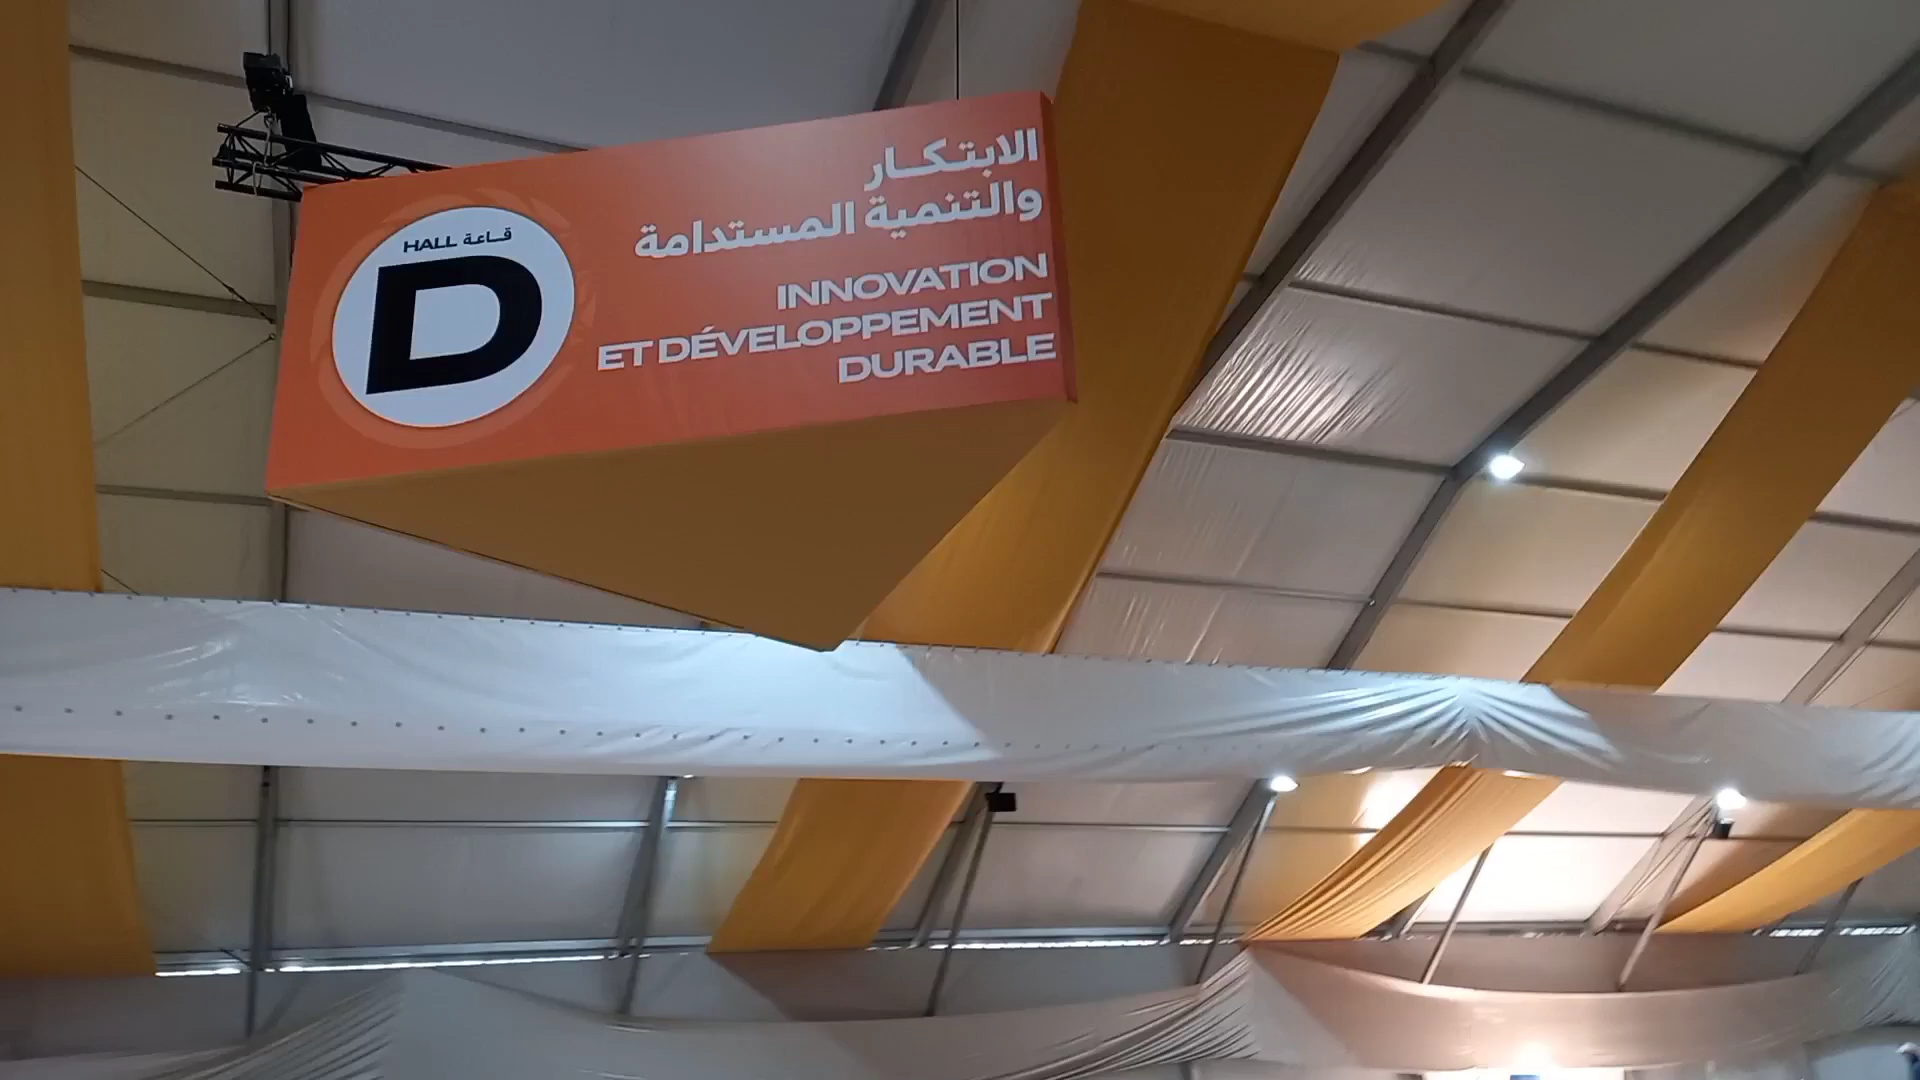 HALL قاعة
D
الابتكار
والتنمية المستدامة
INNOVATION
ET DÉVELOPPEMENT
DURABLE